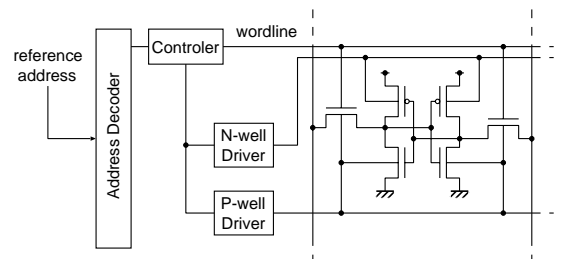 reference
address
Address Decoder
Controler
wordline
N-well
Driver
P-well
Driver